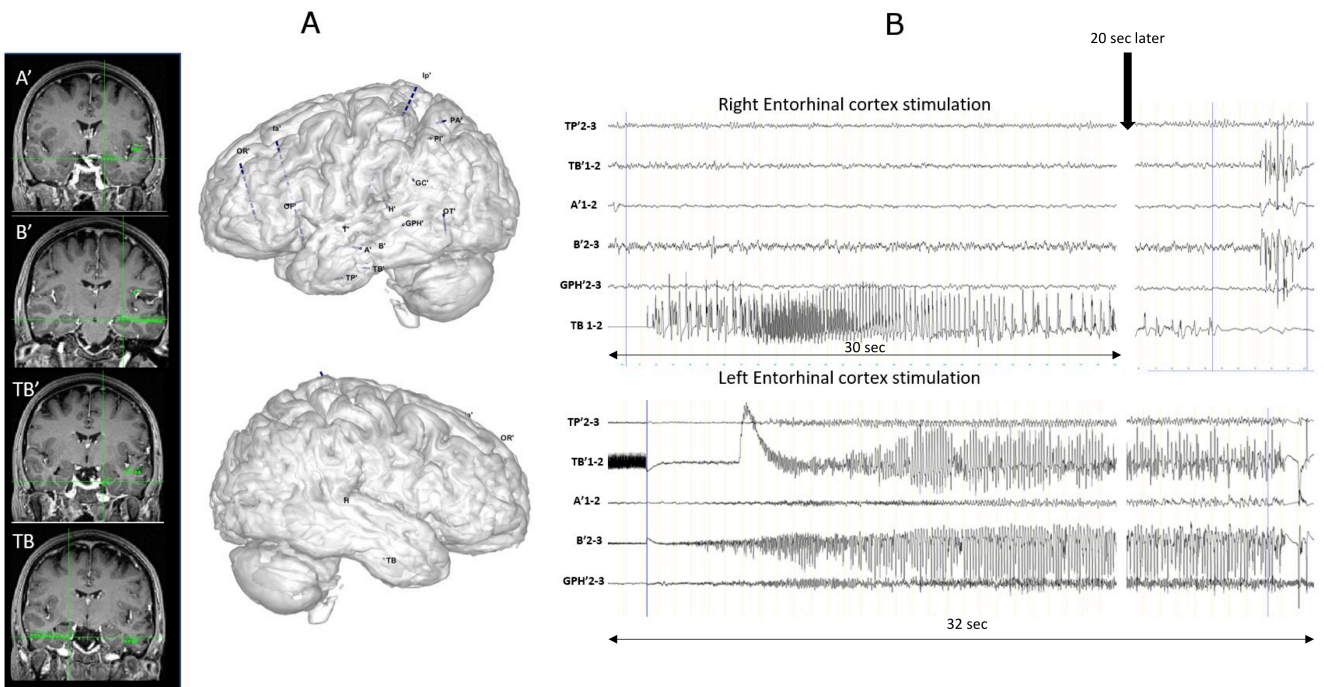 A
B
20 sec later
A’
B’
TB’
TB
Ip'
PA'
Pi'
Ia'
OR'
GC'
OF'
H'
OT'
GPH'
T'
A'
B'
TB'
TP'
OR'
TB
Right Entorhinal cortex stimulation
TP’2-3
TB’1-2
A’1-2
B’2-3
GPH’2-3
TB 1-2
30 sec
Left Entorhinal cortex stimulation
TP’2-3
TB’1-2
A’1-2
B’2-3
GPH’2-3
32 sec